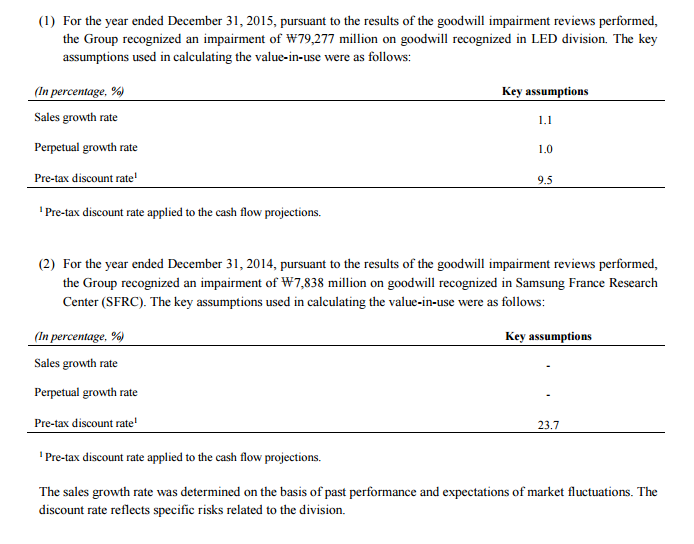 (1) For the year ended December 31, 2015, pursuant to the results of the goodwill impairment reviews performed,
the Group recognized an impairment of ₩79,277 million on goodwill recognized in LED division. The key
assumptions used in calculating the value-in-use were as follows:
(In percentage, %) Key assumptions
Sales growth rate 1.1
Perpetual growth rate 1.0
Pre-tax discount rate¹ 9.5
¹ Pre-tax discount rate applied to the cash flow projections.
(2) For the year ended December 31, 2014, pursuant to the results of the goodwill impairment reviews performed,
the Group recognized an impairment of ₩7,838 million on goodwill recognized in Samsung France Research
Center (SFRC). The key assumptions used in calculating the value-in-use were as follows:
(In percentage, %) Key assumptions
Sales growth rate -
Perpetual growth rate -
Pre-tax discount rate¹ 23.7
¹ Pre-tax discount rate applied to the cash flow projections.
The sales growth rate was determined on the basis of past performance and expectations of market fluctuations. The
discount rate reflects specific risks related to the division.